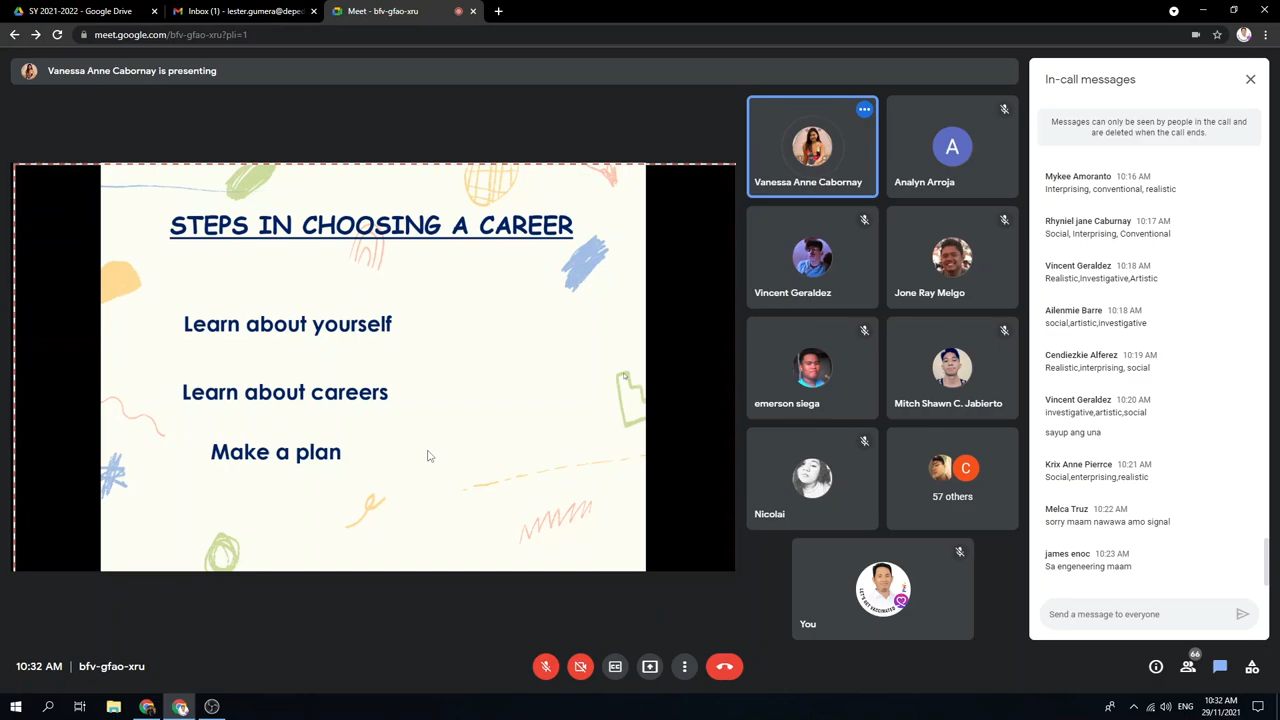 SY 2021-2022 - Google Drive
Inbox (1) - lester.gumera@deped
Meet - bfv-gfao-xru
meet.google.com/bfv-gfao-xru?pli=1
Vanessa Anne Cabornay is presenting
STEPS IN CHOOSING A CAREER
Learn about yourself
Learn about careers
Make a plan
Vanessa Anne Cabornay
A
Analyn Arroja
Vincent Geraldez
Jone Ray Melgo
emerson siega
Mitch Shawn C. Jabierto
Nicolai
C
57 others
LET'S GET VACCINATED
You
In-call messages
Messages can only be seen by people in the call and
are deleted when the call ends.
Mykee Amoranto 10:16 AM
Interprising, conventional, realistic
Rhyniel jane Caburnay 10:17 AM
Social, Interprising, Conventional
Vincent Geraldez 10:18 AM
Realistic,Investigative,Artistic
Ailenmie Barre 10:18 AM
social,artistic,investigative
Cendiezkie Alferez 10:19 AM
Realistic,interprising, social
Vincent Geraldez 10:20 AM
investigative,artistic,social
sayup ang una
Krix Anne Pierrce 10:21 AM
Social,enterprising,realistic
Melca Truz 10:22 AM
sorry maam nawawa amo signal
james enoc 10:23 AM
Sa engeneering maam
Send a message to everyone
10:32 AM | bfv-gfao-xru
66
ENG
10:32 AM
29/11/2021